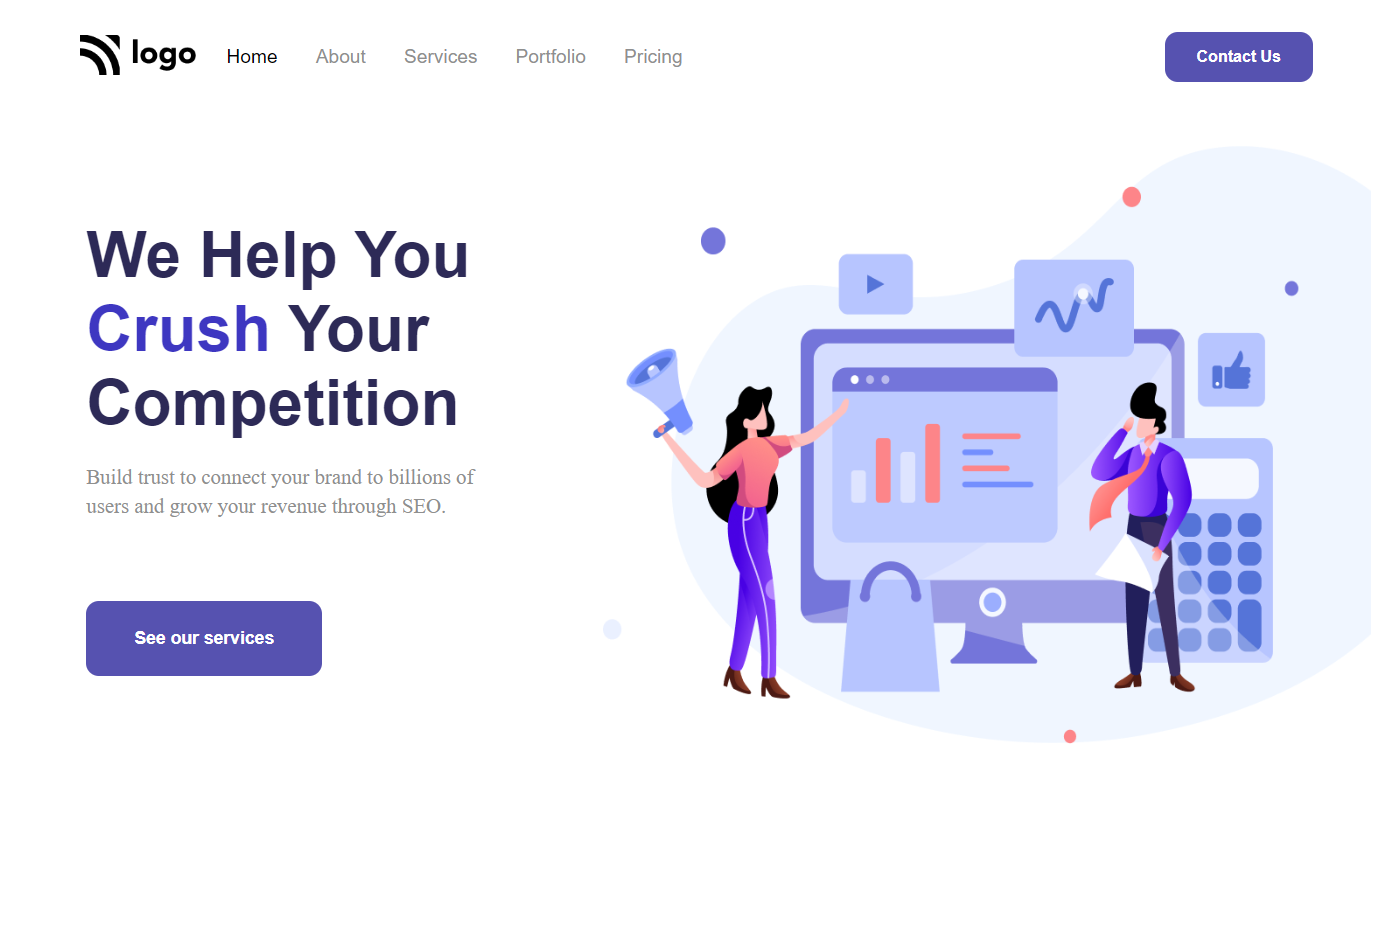 logo Home About Services Portfolio Pricing Contact Us
We Help You
Crush Your
Competition
Build trust to connect your brand to billions of
users and grow your revenue through SEO.
See our services